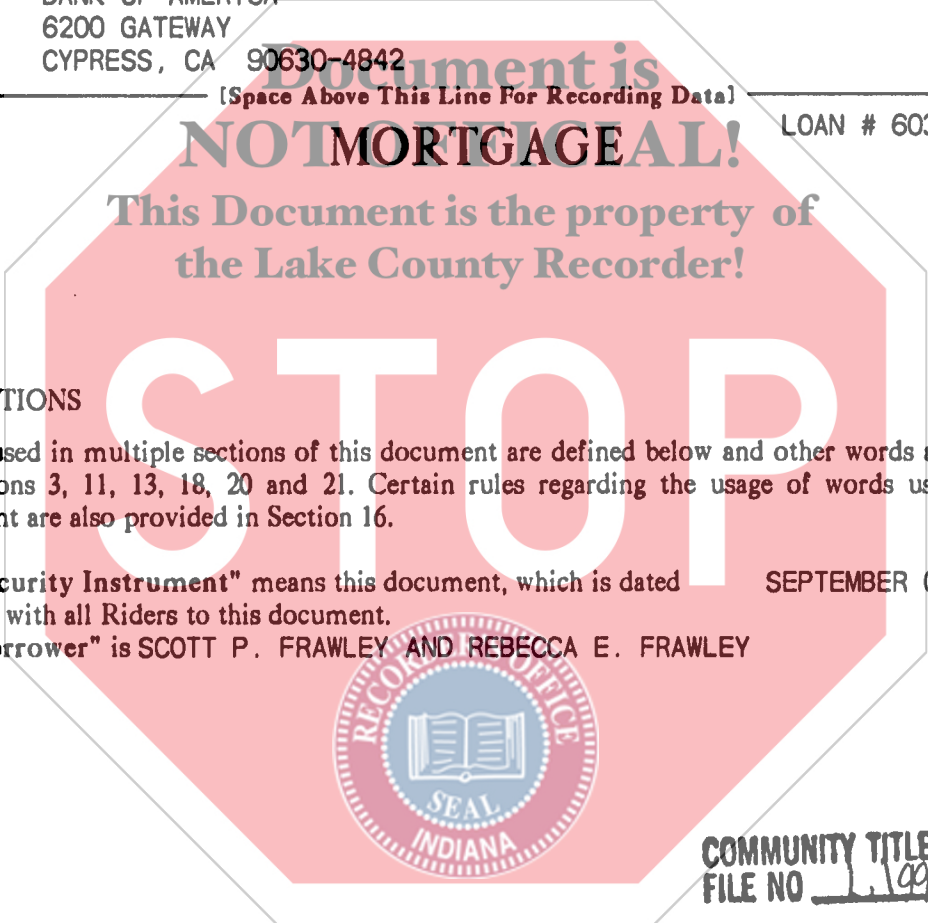 BANK OF AMERICA
6200 GATEWAY
CYPRESS, CA 90630-4842
Document is
[Space Above This Line For Recording Data]
NOT OFFICIAL!
MORTGAGE
LOAN # 603
This Document is the property of
the Lake County Recorder!
STOP
TIONS
sed in multiple sections of this document are defined below and other words a
ons 3, 11, 13, 18, 20 and 21. Certain rules regarding the usage of words us
nt are also provided in Section 16.
curity Instrument" means this document, which is dated SEPTEMBER 0
with all Riders to this document.
rrower" is SCOTT P. FRAWLEY AND REBECCA E. FRAWLEY
RECORDER'S OFFICE
SEAL
INDIANA
COMMUNITY TITLE
FILE NO